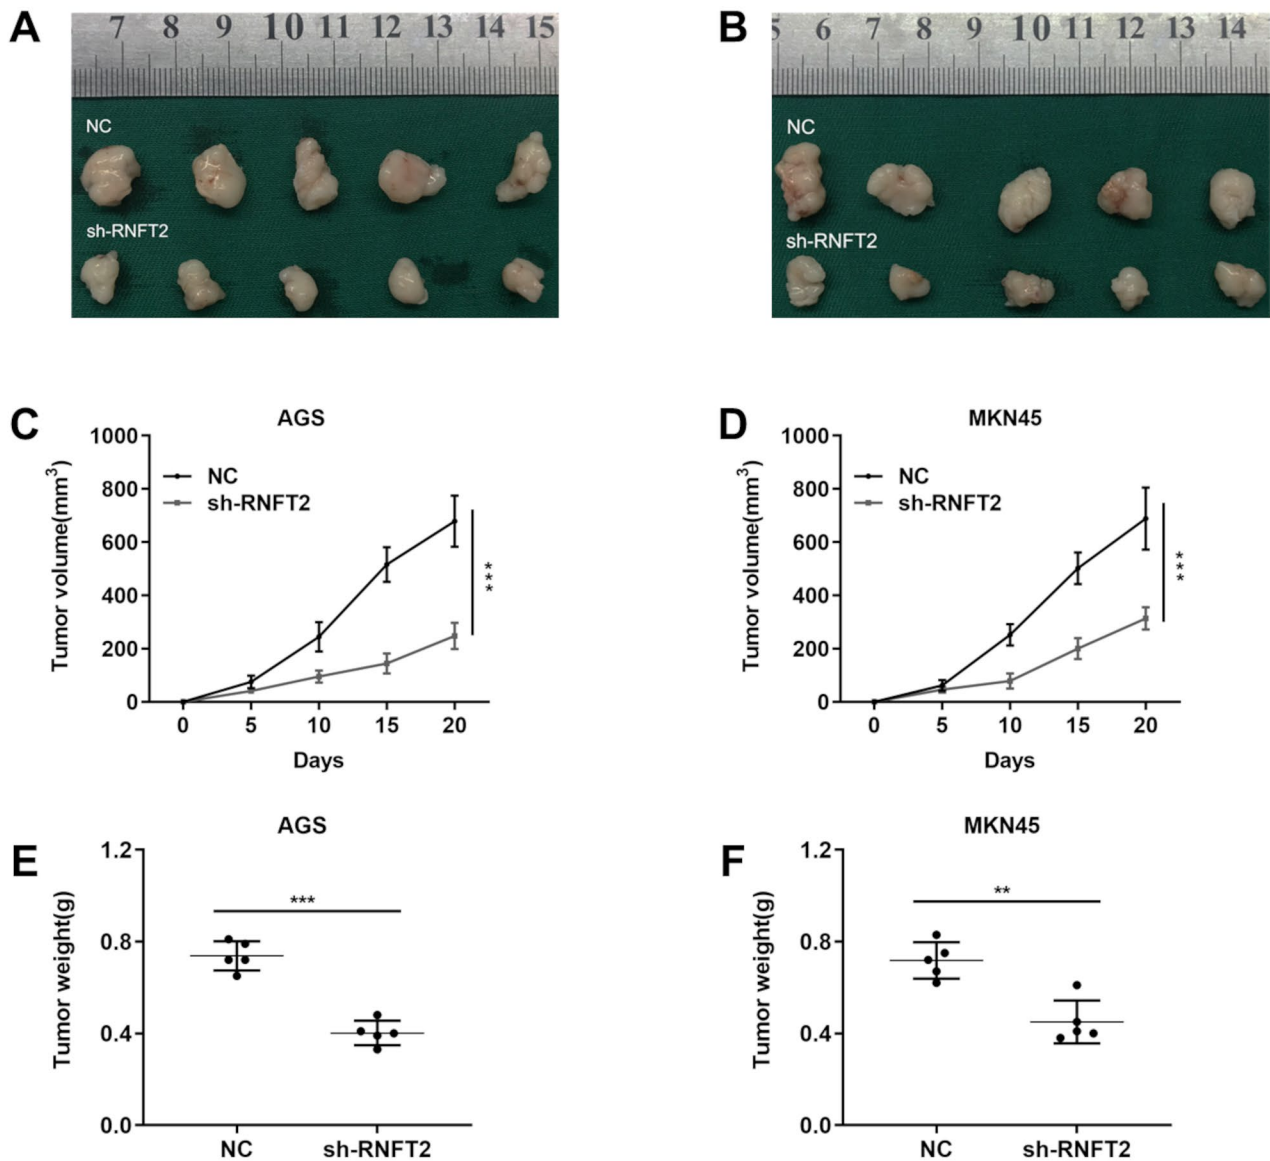 A
7 8 9 10 11 12 13 14 15
NC
sh-RNFT2
B
5 6 7 8 9 10 11 12 13 14
NC
sh-RNFT2
C
AGS
Tumor volume(mm³)
1000
800
600
400
200
0
NC
sh-RNFT2
***
0 5 10 15 20
Days
D
MKN45
Tumor volume(mm³)
1000
800
600
400
200
0
NC
sh-RNFT2
***
0 5 10 15 20
Days
E
AGS
Tumor weight(g)
1.2
0.8
0.4
0.0
***
NC sh-RNFT2
F
MKN45
Tumor weight(g)
1.2
0.8
0.4
0.0
**
NC sh-RNFT2